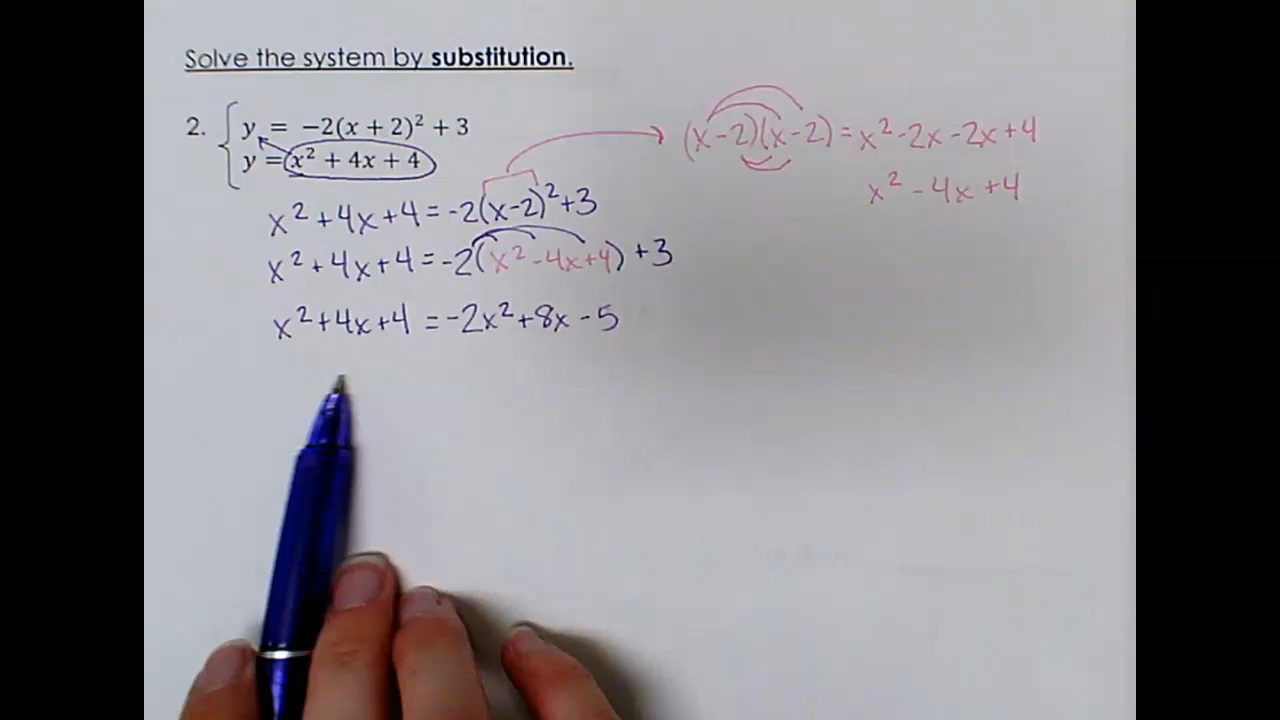 Solve the system by substitution.
2. { y = −2(x + 2)² + 3
y = x² + 4x + 4
(x-2)(x-2) = x² - 2x - 2x + 4
x² - 4x + 4
x² + 4x + 4 = -2(x-2)² + 3
x² + 4x + 4 = -2(x² - 4x + 4) + 3
x² + 4x + 4 = -2x² + 8x - 5